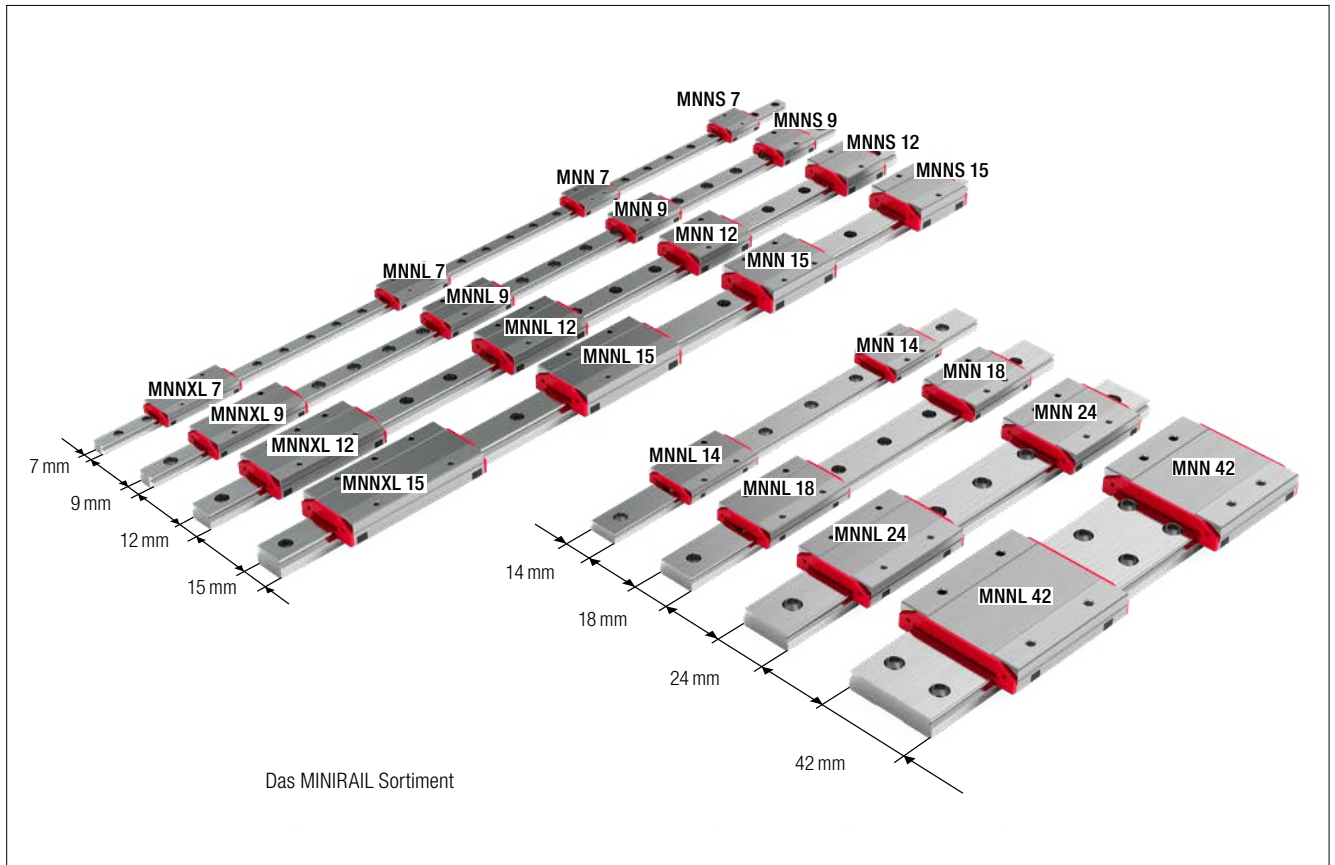 MNNS 7
MNNS 9
MNNS 12
MNNS 15
MNN 7
MNN 9
MNN 12
MNN 15
MNNL 7
MNNL 9
MNNL 12
MNNL 15
MNNXL 7
MNNXL 9
MNNXL 12
MNNXL 15
7 mm
9 mm
12 mm
15 mm
MNN 14
MNN 18
MNN 24
MNN 42
MNNL 14
MNNL 18
MNNL 24
MNNL 42
14 mm
18 mm
24 mm
42 mm
Das MINIRAIL Sortiment